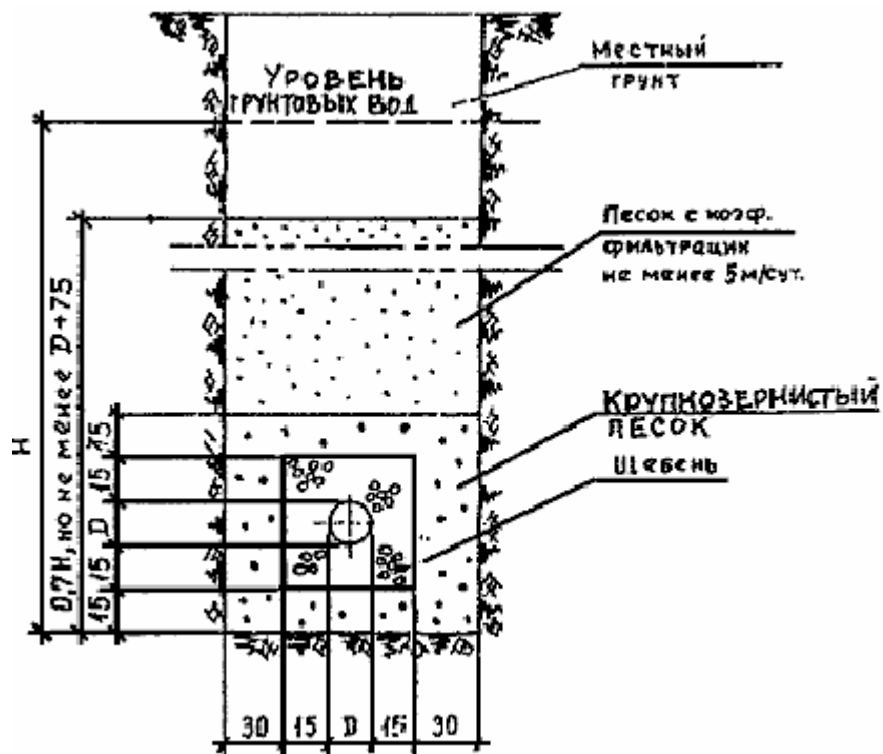 УРОВЕНЬ
ГРУНТОВЫХ ВОД
Местный
грунт
Песок с коэф.
фильтрации
не менее 5м/сут.
КРУПНОЗЕРНИСТЫЙ
ПЕСОК
Щебень
H
0,7H, но не менее D+75
15 15 D 15 15
30 15 D 15 30